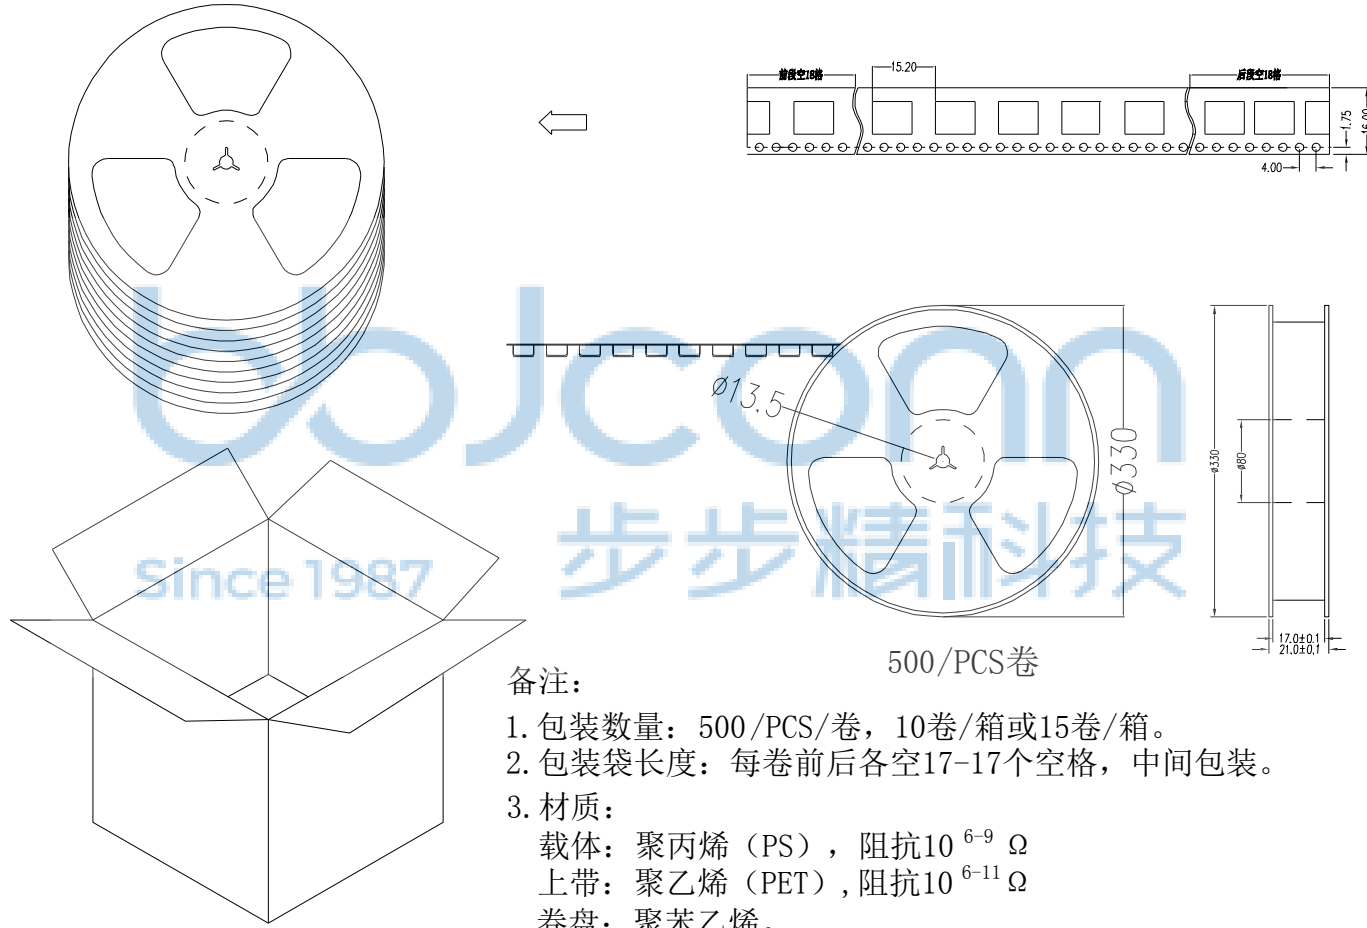 前段空18格
15.20
后段空18格
1.75
16.00
4.00
bbjconn
Since 1987
步步精科技
ø13.5
ø330
ø330
ø80
17.0±0.1
21.0±0.1
500/PCS卷
备注：
1.包装数量：500/PCS/卷，10卷/箱或15卷/箱。
2.包装袋长度：每卷前后各空17-17个空格，中间包装。
3.材质：
载体：聚丙烯（PS），阻抗10 6-9 Ω
上带：聚乙烯（PET）,阻抗10 6-11 Ω
卷盘：聚苯乙烯。